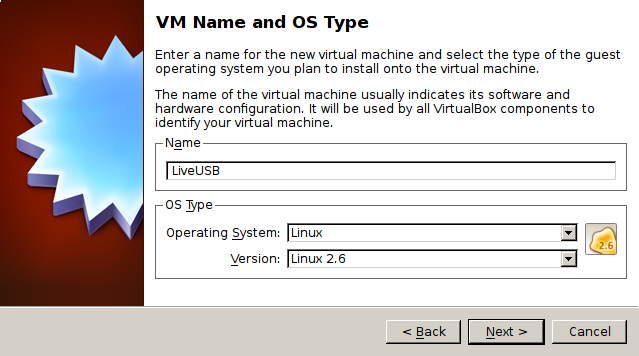 VM Name and OS Type
Enter a name for the new virtual machine and select the type of the guest
operating system you plan to install onto the virtual machine.
The name of the virtual machine usually indicates its software and
hardware configuration. It will be used by all VirtualBox components to
identify your virtual machine.
Name
LiveUSB
OS Type
Operating System: Linux
2.6
Version: Linux 2.6
< Back Next > Cancel